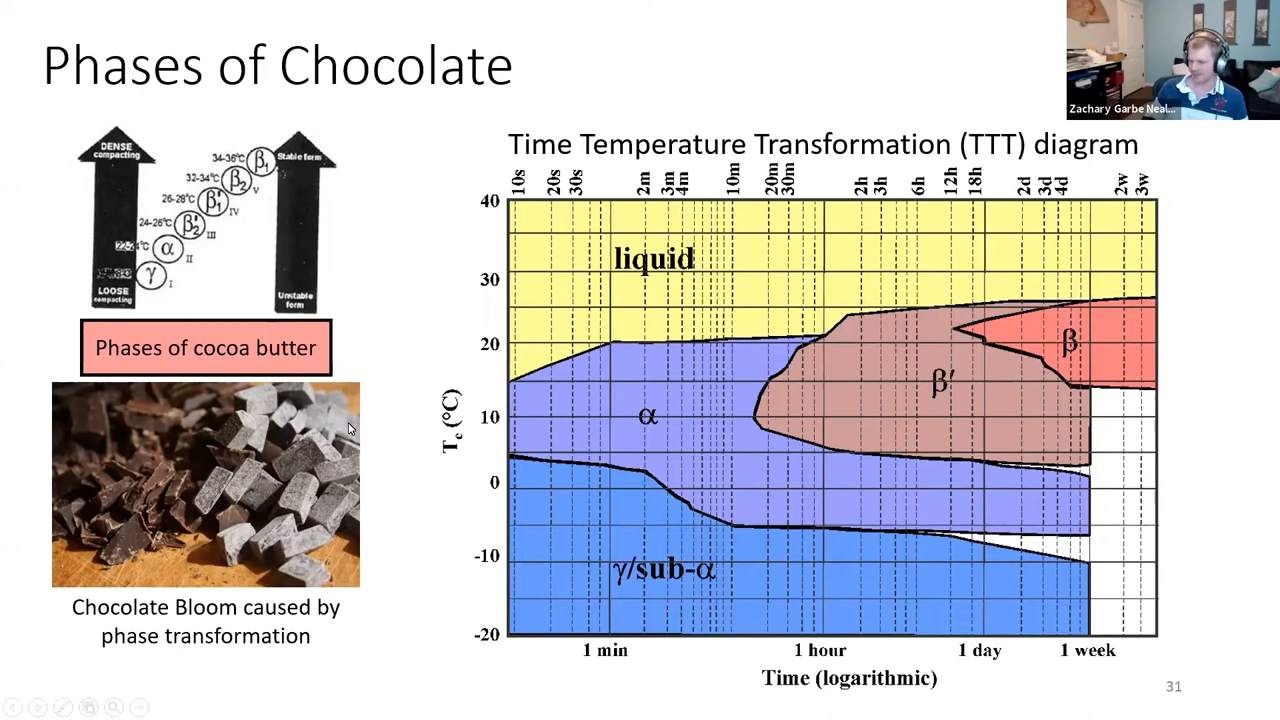 Phases of Chocolate
Zachary Garbe Neal...
DENSE
compacting
Stable form
34-36°C β₁
32-34°C β₂ V
26-28°C β'₁ IV
24-26°C β'₂ III
22-24°C α II
γ I
LOOSE
compacting
Unstable
form
Phases of cocoa butter
Chocolate Bloom caused by
phase transformation
Time Temperature Transformation (TTT) diagram
10s 20s 30s 2m 3m 4m 10m 20m 30m 2h 3h 6h 12h 18h 2d 3d 4d 2w 3w
40
30
20
10
0
-10
-20
T꜀ (°C)
liquid
α
β′
β
γ/sub-α
1 min 1 hour 1 day 1 week
Time (logarithmic)
31